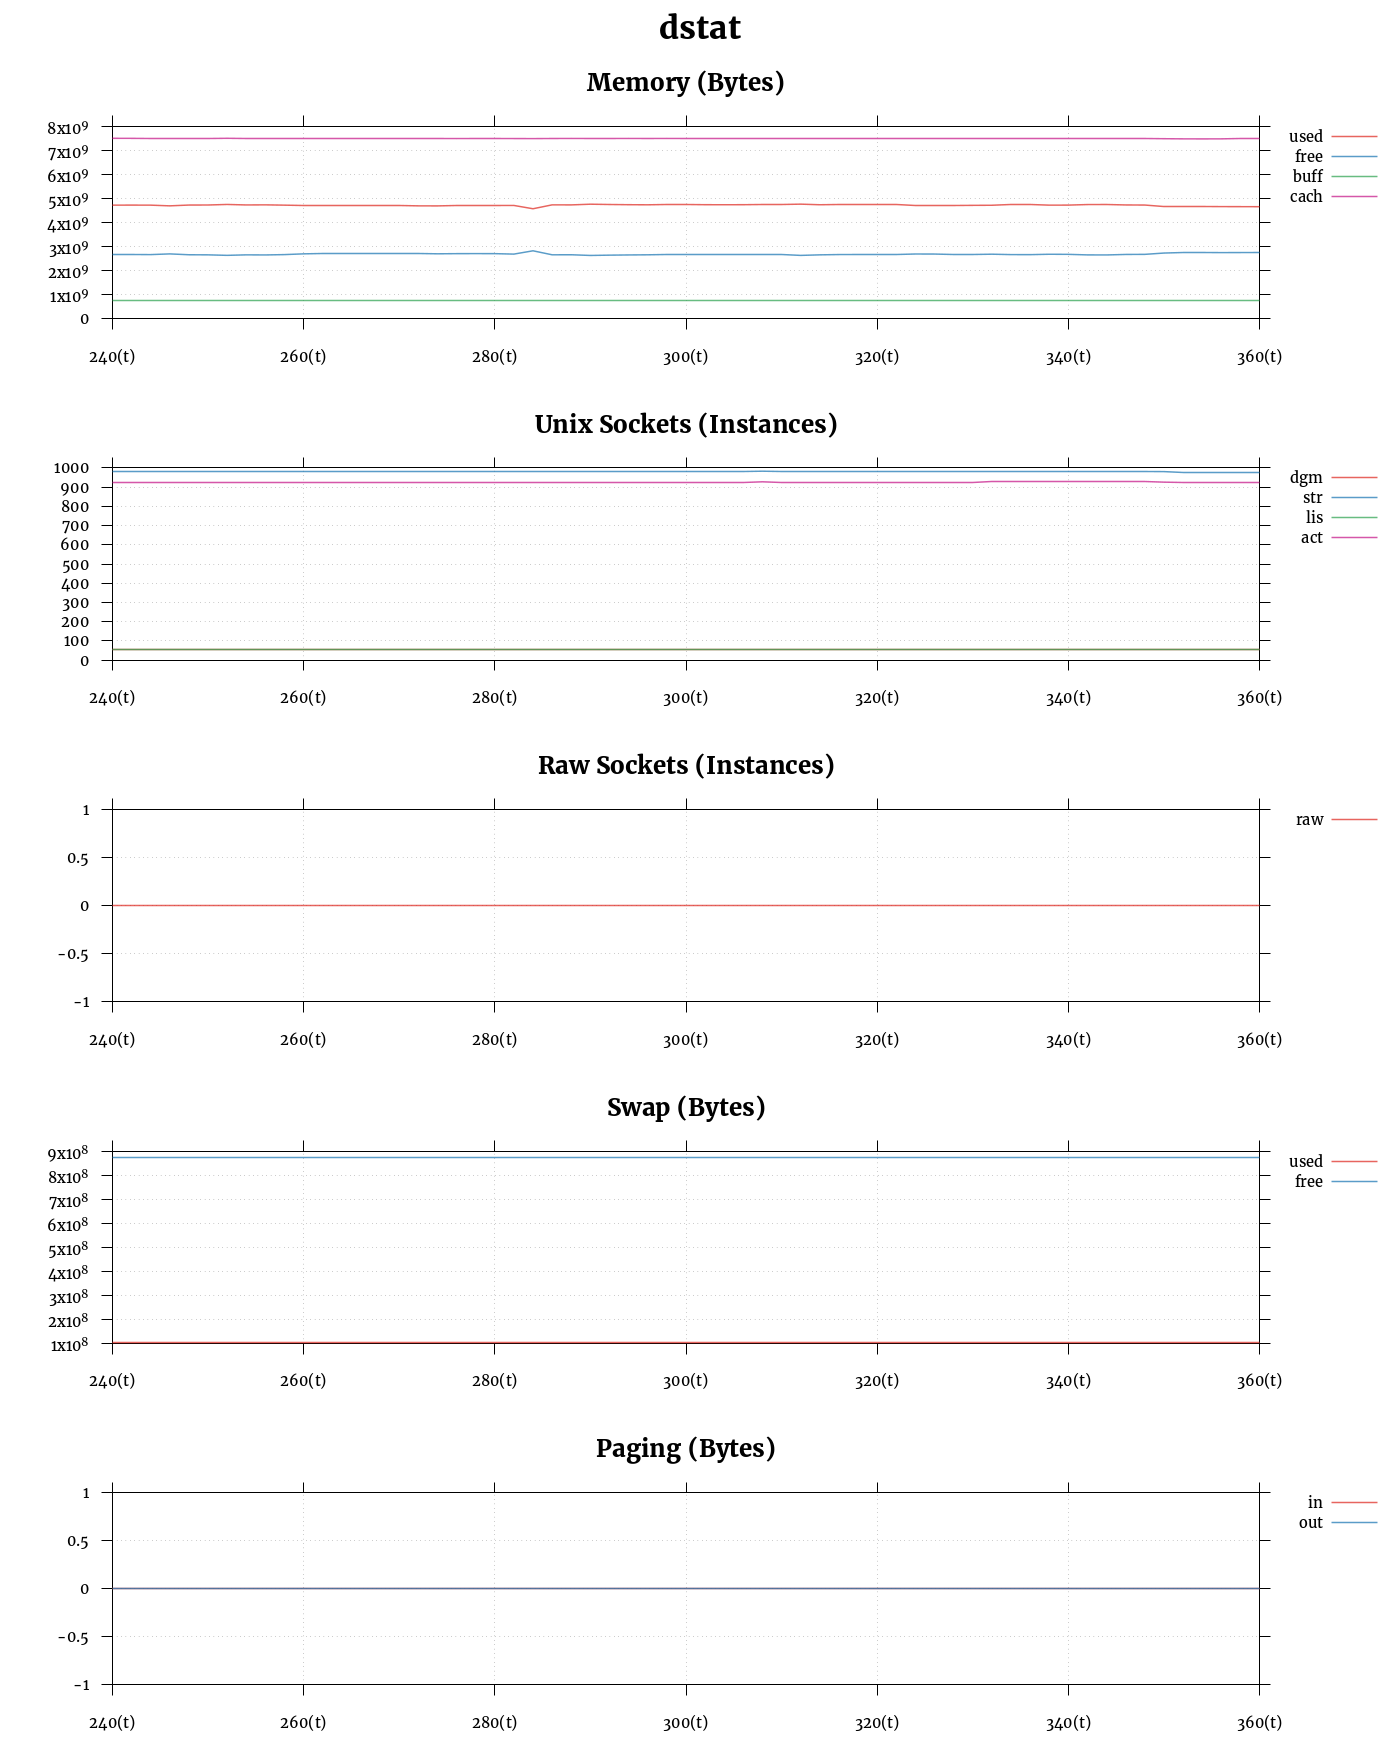 dstat
Memory (Bytes)
8x10⁹
7x10⁹
6x10⁹
5x10⁹
4x10⁹
3x10⁹
2x10⁹
1x10⁹
0
240(t) 260(t) 280(t) 300(t) 320(t) 340(t) 360(t)
used
free
buff
cach
Unix Sockets (Instances)
1000
900
800
700
600
500
400
300
200
100
0
240(t) 260(t) 280(t) 300(t) 320(t) 340(t) 360(t)
dgm
str
lis
act
Raw Sockets (Instances)
1
0.5
0
-0.5
-1
240(t) 260(t) 280(t) 300(t) 320(t) 340(t) 360(t)
raw
Swap (Bytes)
9x10⁸
8x10⁸
7x10⁸
6x10⁸
5x10⁸
4x10⁸
3x10⁸
2x10⁸
1x10⁸
240(t) 260(t) 280(t) 300(t) 320(t) 340(t) 360(t)
used
free
Paging (Bytes)
1
0.5
0
-0.5
-1
240(t) 260(t) 280(t) 300(t) 320(t) 340(t) 360(t)
in
out